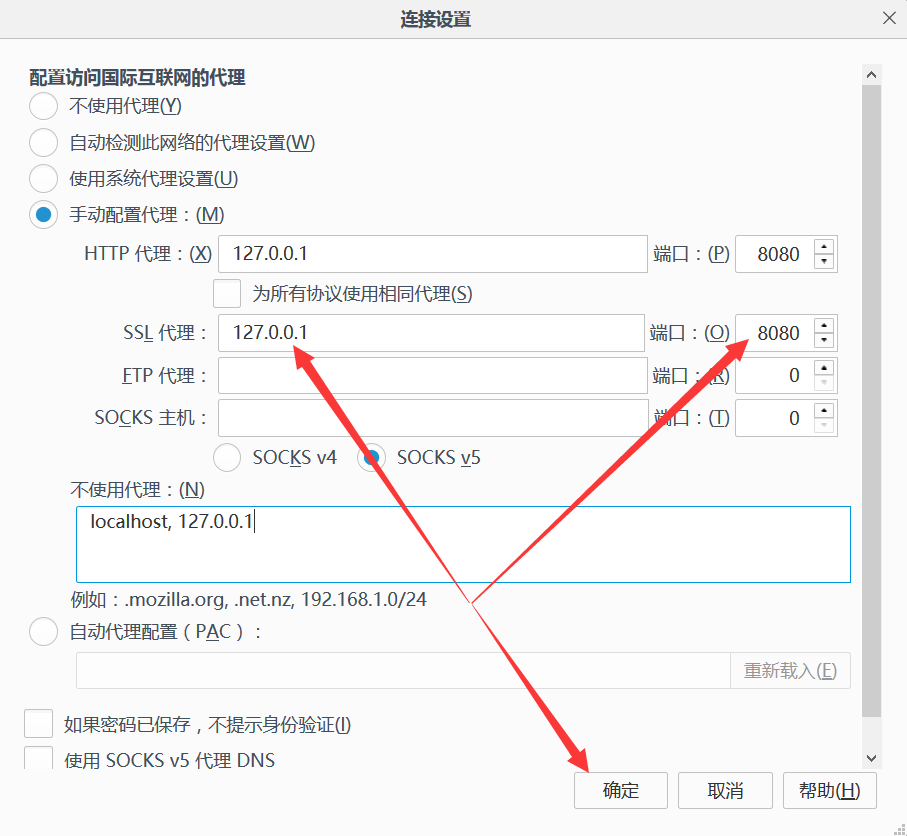 连接设置
配置访问国际互联网的代理
不使用代理(Y)
自动检测此网络的代理设置(W)
使用系统代理设置(U)
手动配置代理：(M)
HTTP 代理：(X) 127.0.0.1 端口：(P) 8080
为所有协议使用相同代理(S)
SSL 代理： 127.0.0.1 端口：(O) 8080
FTP 代理： 端口：(R) 0
SOCKS 主机： 端口：(T) 0
SOCKS v4 SOCKS v5
不使用代理：(N)
localhost, 127.0.0.1
例如：.mozilla.org, .net.nz, 192.168.1.0/24
自动代理配置（PAC）：
重新载入(E)
如果密码已保存，不提示身份验证(I)
使用 SOCKS v5 代理 DNS
确定 取消 帮助(H)